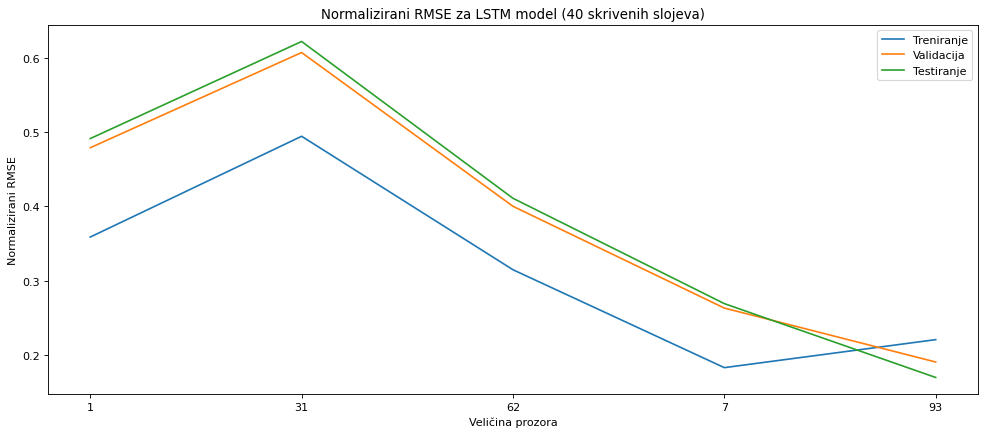 Normalizirani RMSE za LSTM model (40 skrivenih slojeva)
Treniranje
Validacija
Testiranje
Normalizirani RMSE
0.6
0.5
0.4
0.3
0.2
1 31 62 7 93
Veličina prozora